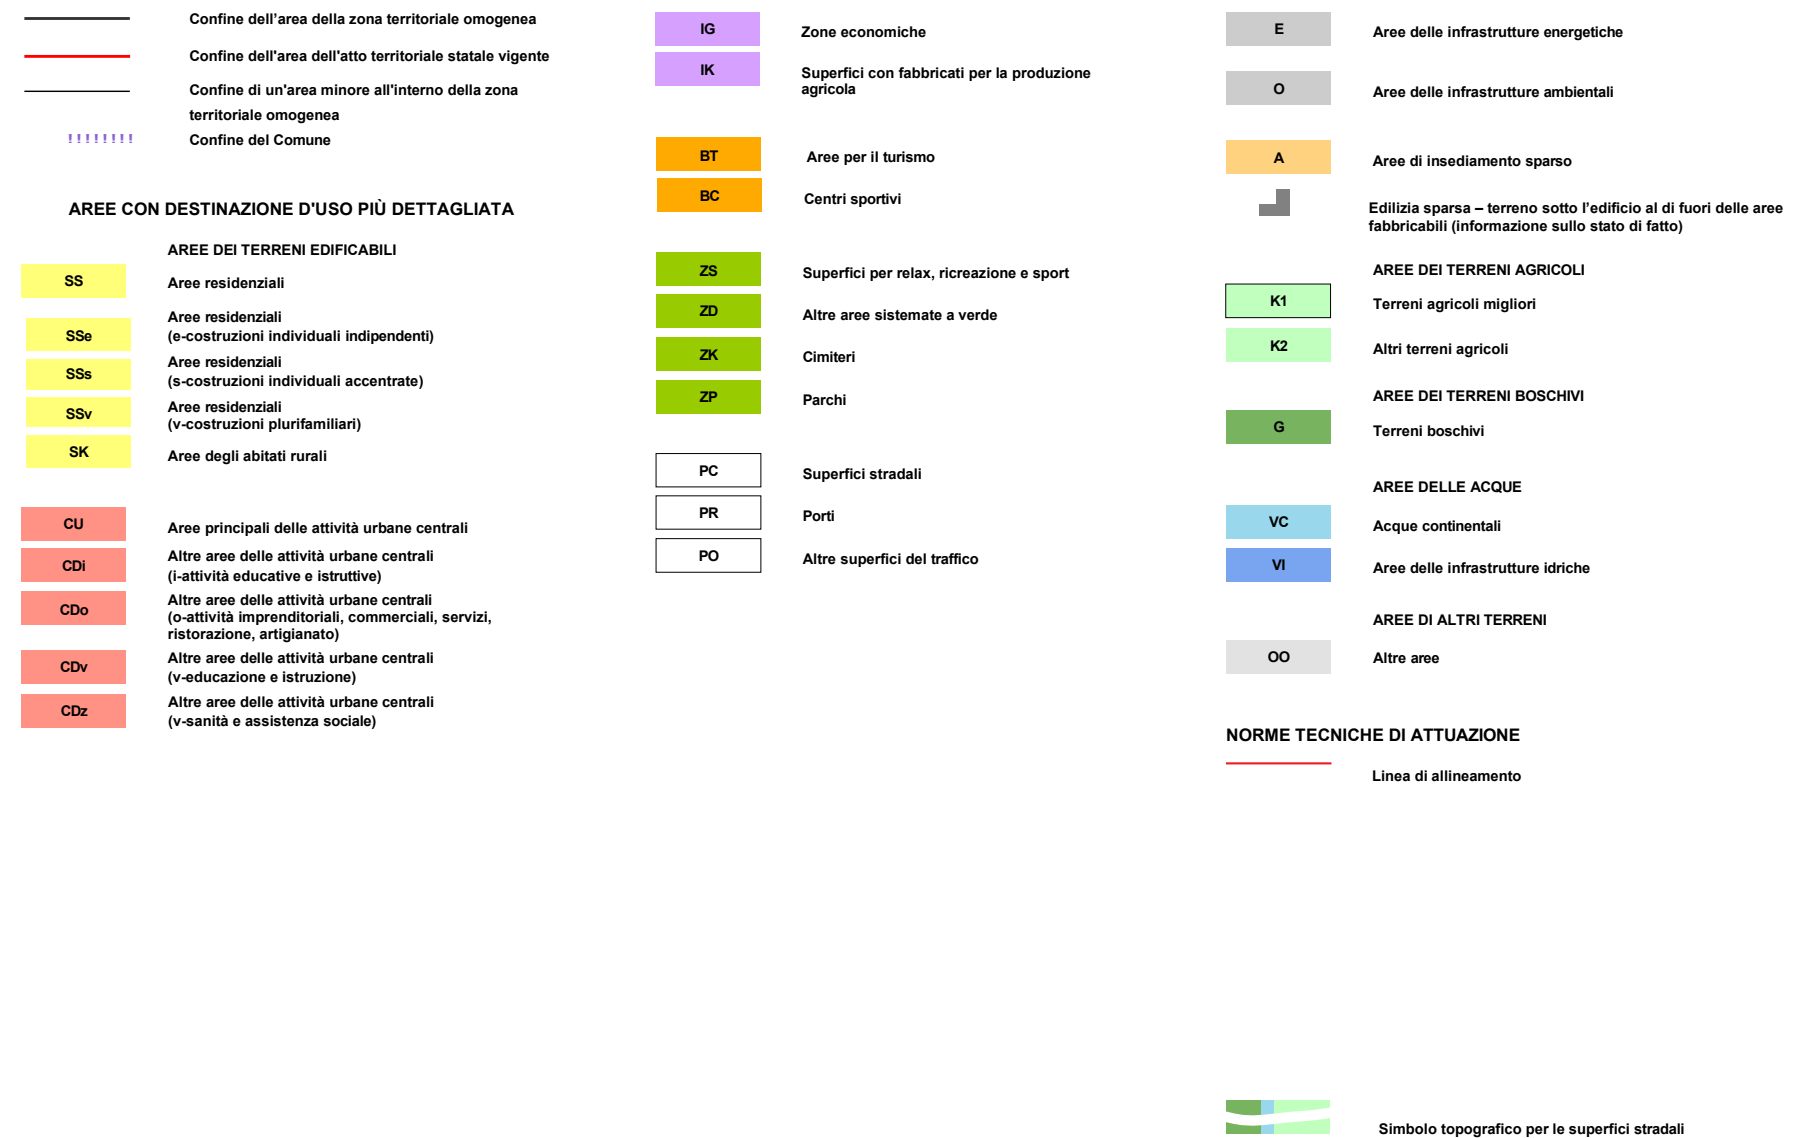 Confine dell'area della zona territoriale omogenea
Confine dell'area dell'atto territoriale statale vigente
Confine di un'area minore all'interno della zona
territoriale omogenea
!!!!!!!! Confine del Comune
AREE CON DESTINAZIONE D'USO PIÙ DETTAGLIATA
AREE DEI TERRENI EDIFICABILI
SS Aree residenziali
Aree residenziali
SSe (e-costruzioni individuali indipendenti)
Aree residenziali
SSs (s-costruzioni individuali accentrate)
Aree residenziali
SSv (v-costruzioni plurifamiliari)
SK Aree degli abitati rurali
CU Aree principali delle attività urbane centrali
Altre aree delle attività urbane centrali
CDi (i-attività educative e istruttive)
Altre aree delle attività urbane centrali
CDo (o-attività imprenditoriali, commerciali, servizi,
ristorazione, artigianato)
Altre aree delle attività urbane centrali
CDv (v-educazione e istruzione)
Altre aree delle attività urbane centrali
CDz (v-sanità e assistenza sociale)
IG Zone economiche
IK Superfici con fabbricati per la produzione
agricola
BT Aree per il turismo
BC Centri sportivi
ZS Superfici per relax, ricreazione e sport
ZD Altre aree sistemate a verde
ZK Cimiteri
ZP Parchi
PC Superfici stradali
PR Porti
PO Altre superfici del traffico
E Aree delle infrastrutture energetiche
O Aree delle infrastrutture ambientali
A Aree di insediamento sparso
Edilizia sparsa – terreno sotto l'edificio al di fuori delle aree
fabbricabili (informazione sullo stato di fatto)
AREE DEI TERRENI AGRICOLI
K1 Terreni agricoli migliori
K2 Altri terreni agricoli
AREE DEI TERRENI BOSCHIVI
G Terreni boschivi
AREE DELLE ACQUE
VC Acque continentali
VI Aree delle infrastrutture idriche
AREE DI ALTRI TERRENI
OO Altre aree
NORME TECNICHE DI ATTUAZIONE
Linea di allineamento
Simbolo topografico per le superfici stradali